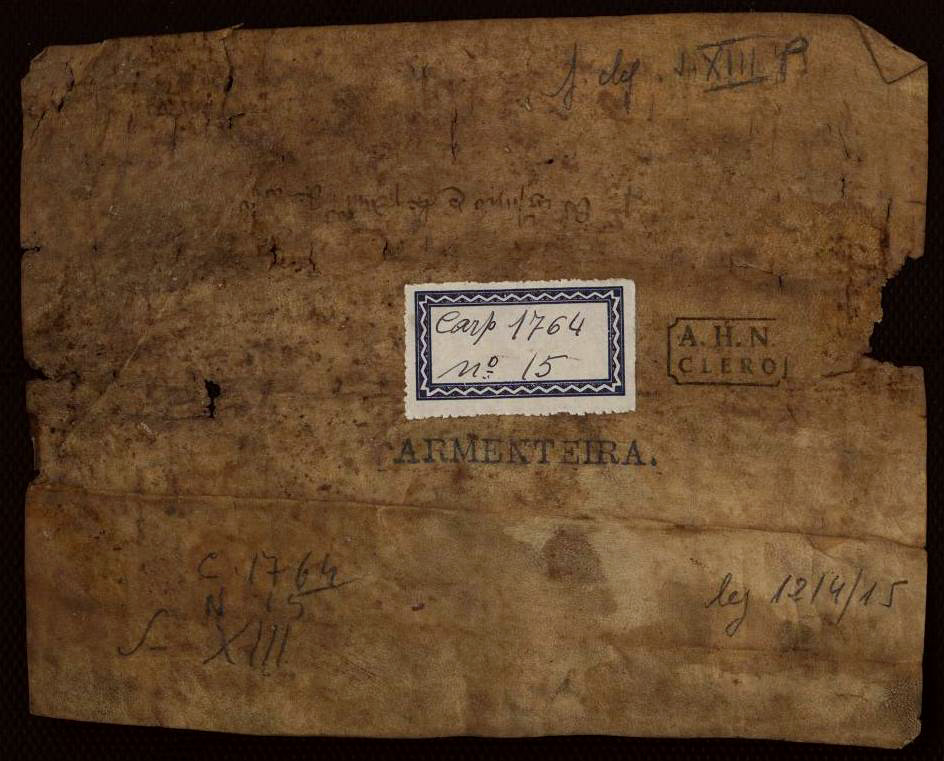 S. XIII P
Carp 1764
nº 15
A. H. N.
CLERO
ARMENTEIRA.
C. 1764
N 15
S- XIII
leg 1214/15